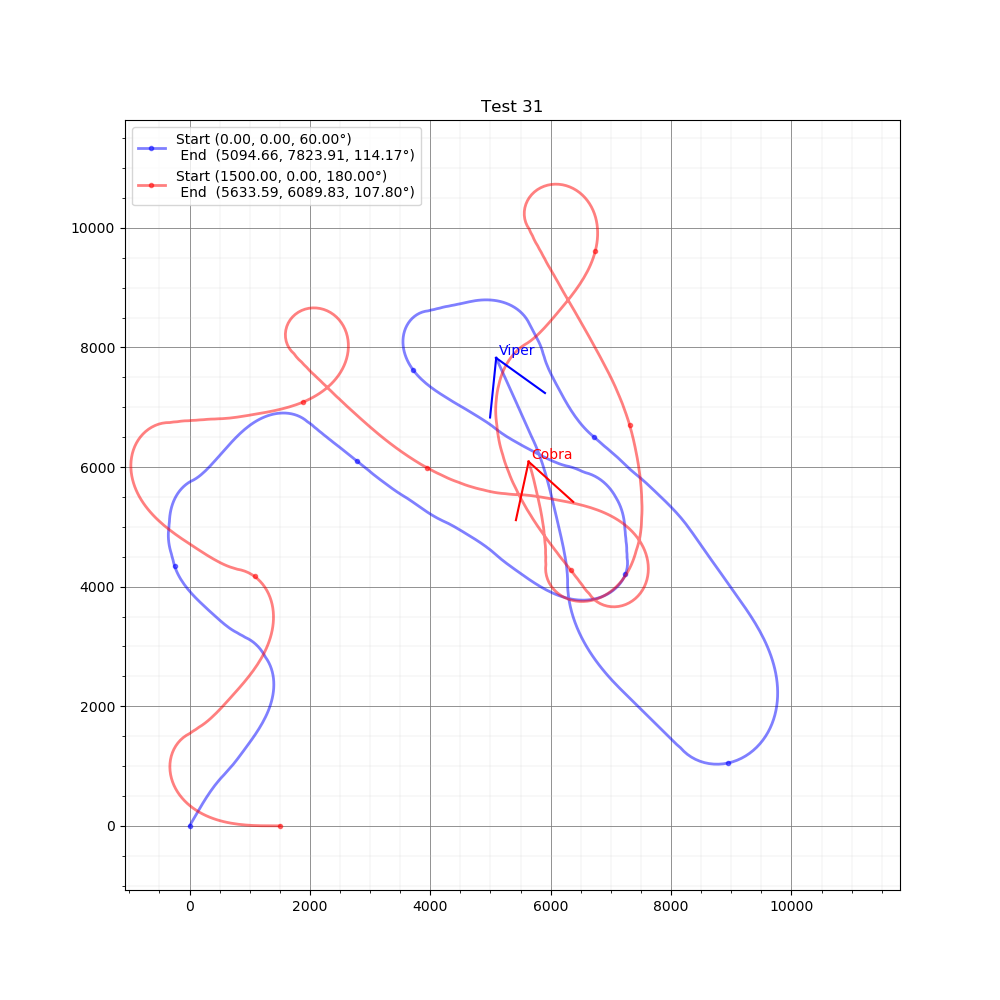 Test 31
Start (0.00, 0.00, 60.00°)
End (5094.66, 7823.91, 114.17°)
Start (1500.00, 0.00, 180.00°)
End (5633.59, 6089.83, 107.80°)
10000
8000
6000
4000
2000
0
Viper
Cobra
0 2000 4000 6000 8000 10000